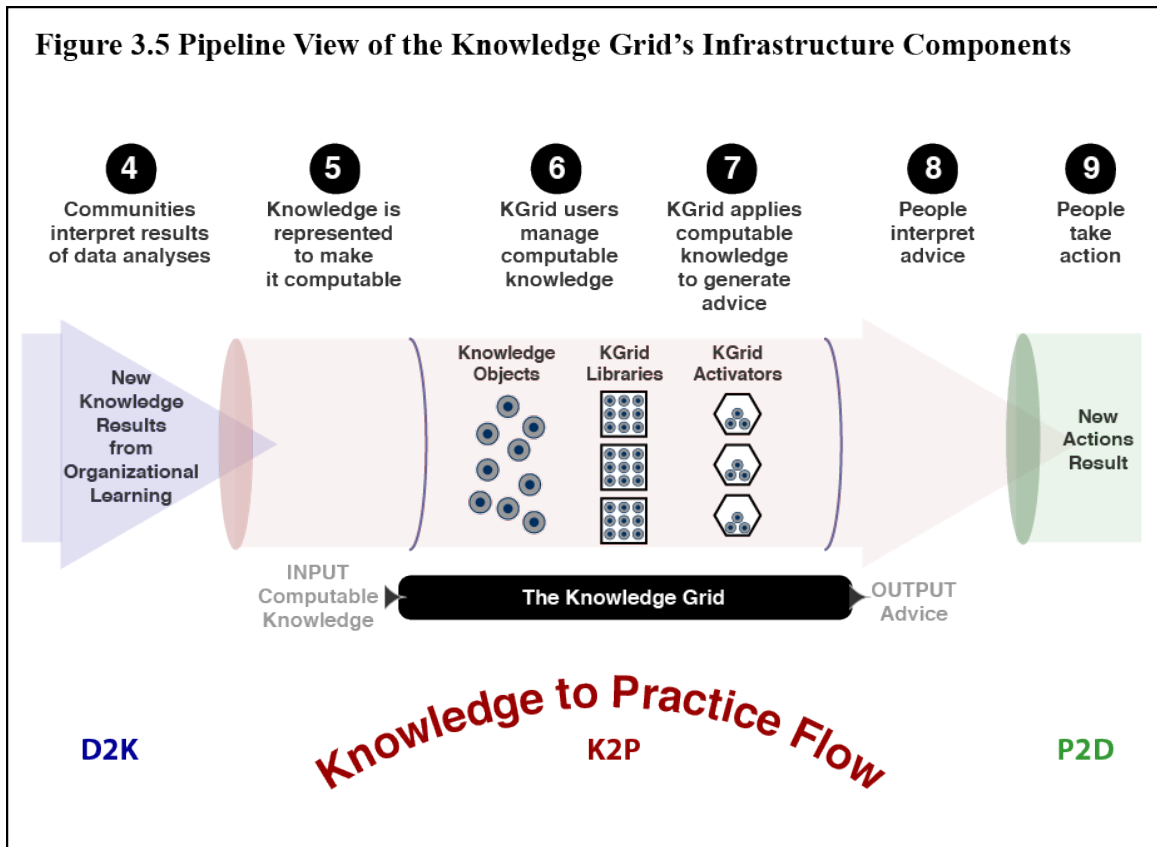 Figure 3.5 Pipeline View of the Knowledge Grid's Infrastructure Components
4
Communities
interpret results
of data analyses
5
Knowledge is
represented
to make
it computable
6
KGrid users
manage
computable
knowledge
7
KGrid applies
computable
knowledge
to generate
advice
8
People
interpret
advice
9
People
take
action
New
Knowledge
Results
from
Organizational
Learning
Knowledge
Objects
KGrid
Libraries
KGrid
Activators
New
Actions
Result
INPUT
Computable
Knowledge
The Knowledge Grid
OUTPUT
Advice
Knowledge to Practice Flow
D2K
K2P
P2D